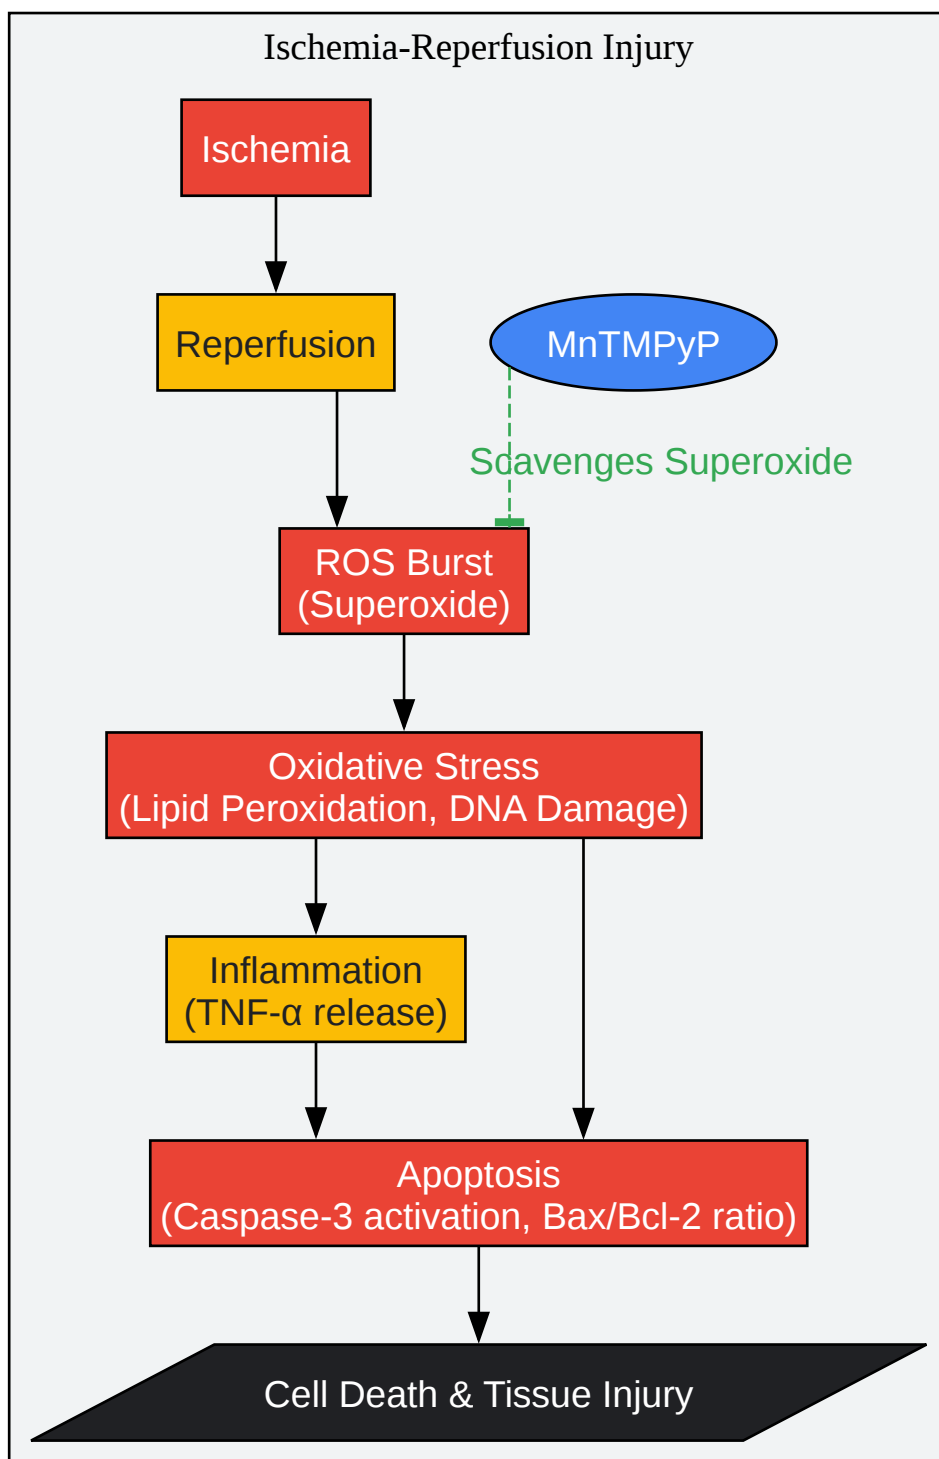 Ischemia-Reperfusion Injury
Ischemia
Reperfusion
MnTMPyP
Scavenges Superoxide
ROS Burst
(Superoxide)
Oxidative Stress
(Lipid Peroxidation, DNA Damage)
Inflammation
(TNF-α release)
Apoptosis
(Caspase-3 activation, Bax/Bcl-2 ratio)
Cell Death & Tissue Injury